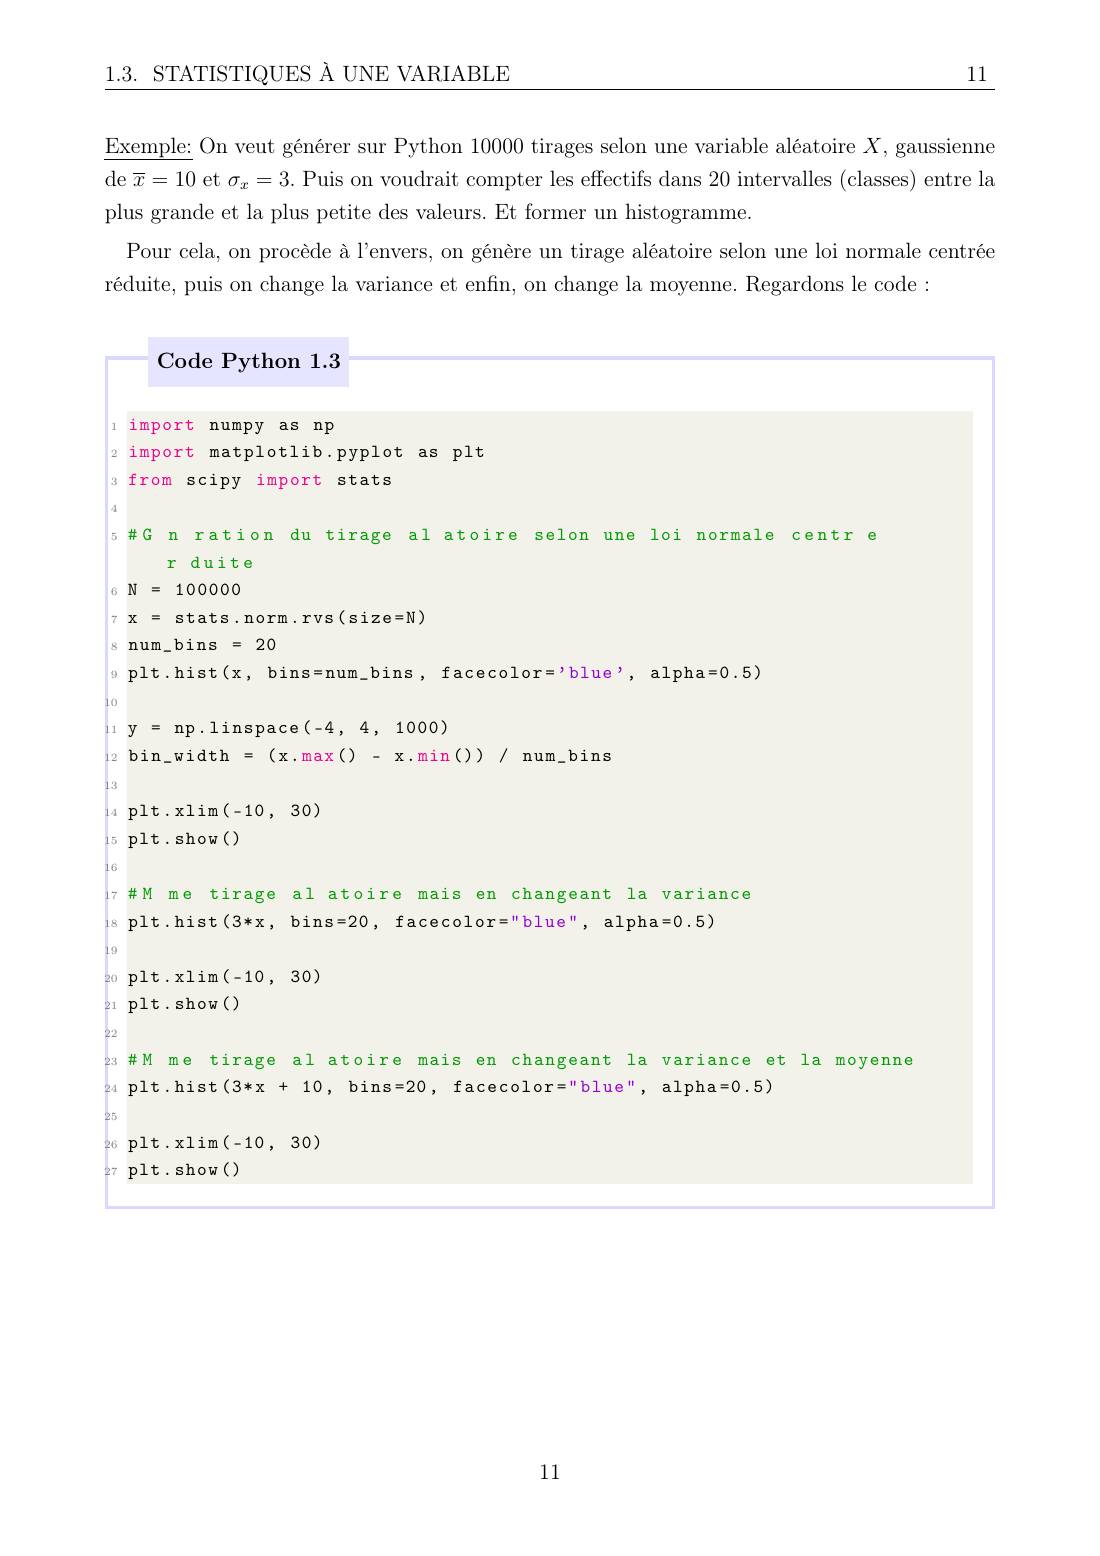 1.3. STATISTIQUES À UNE VARIABLE 11
Exemple: On veut générer sur Python 10000 tirages selon une variable aléatoire X, gaussienne
de x̅ = 10 et σₓ = 3. Puis on voudrait compter les effectifs dans 20 intervalles (classes) entre la
plus grande et la plus petite des valeurs. Et former un histogramme.
Pour cela, on procède à l'envers, on génère un tirage aléatoire selon une loi normale centrée
réduite, puis on change la variance et enfin, on change la moyenne. Regardons le code :
Code Python 1.3
1 import numpy as np
2 import matplotlib.pyplot as plt
3 from scipy import stats
4
5 #G n ration du tirage al atoire selon une loi normale centr e
r duite
6 N = 100000
7 x = stats.norm.rvs(size=N)
8 num_bins = 20
9 plt.hist(x, bins=num_bins, facecolor='blue', alpha=0.5)
10
11 y = np.linspace(-4, 4, 1000)
12 bin_width = (x.max() - x.min()) / num_bins
13
14 plt.xlim(-10, 30)
15 plt.show()
16
17 #M me tirage al atoire mais en changeant la variance
18 plt.hist(3*x, bins=20, facecolor="blue", alpha=0.5)
19
20 plt.xlim(-10, 30)
21 plt.show()
22
23 #M me tirage al atoire mais en changeant la variance et la moyenne
24 plt.hist(3*x + 10, bins=20, facecolor="blue", alpha=0.5)
25
26 plt.xlim(-10, 30)
27 plt.show()
11